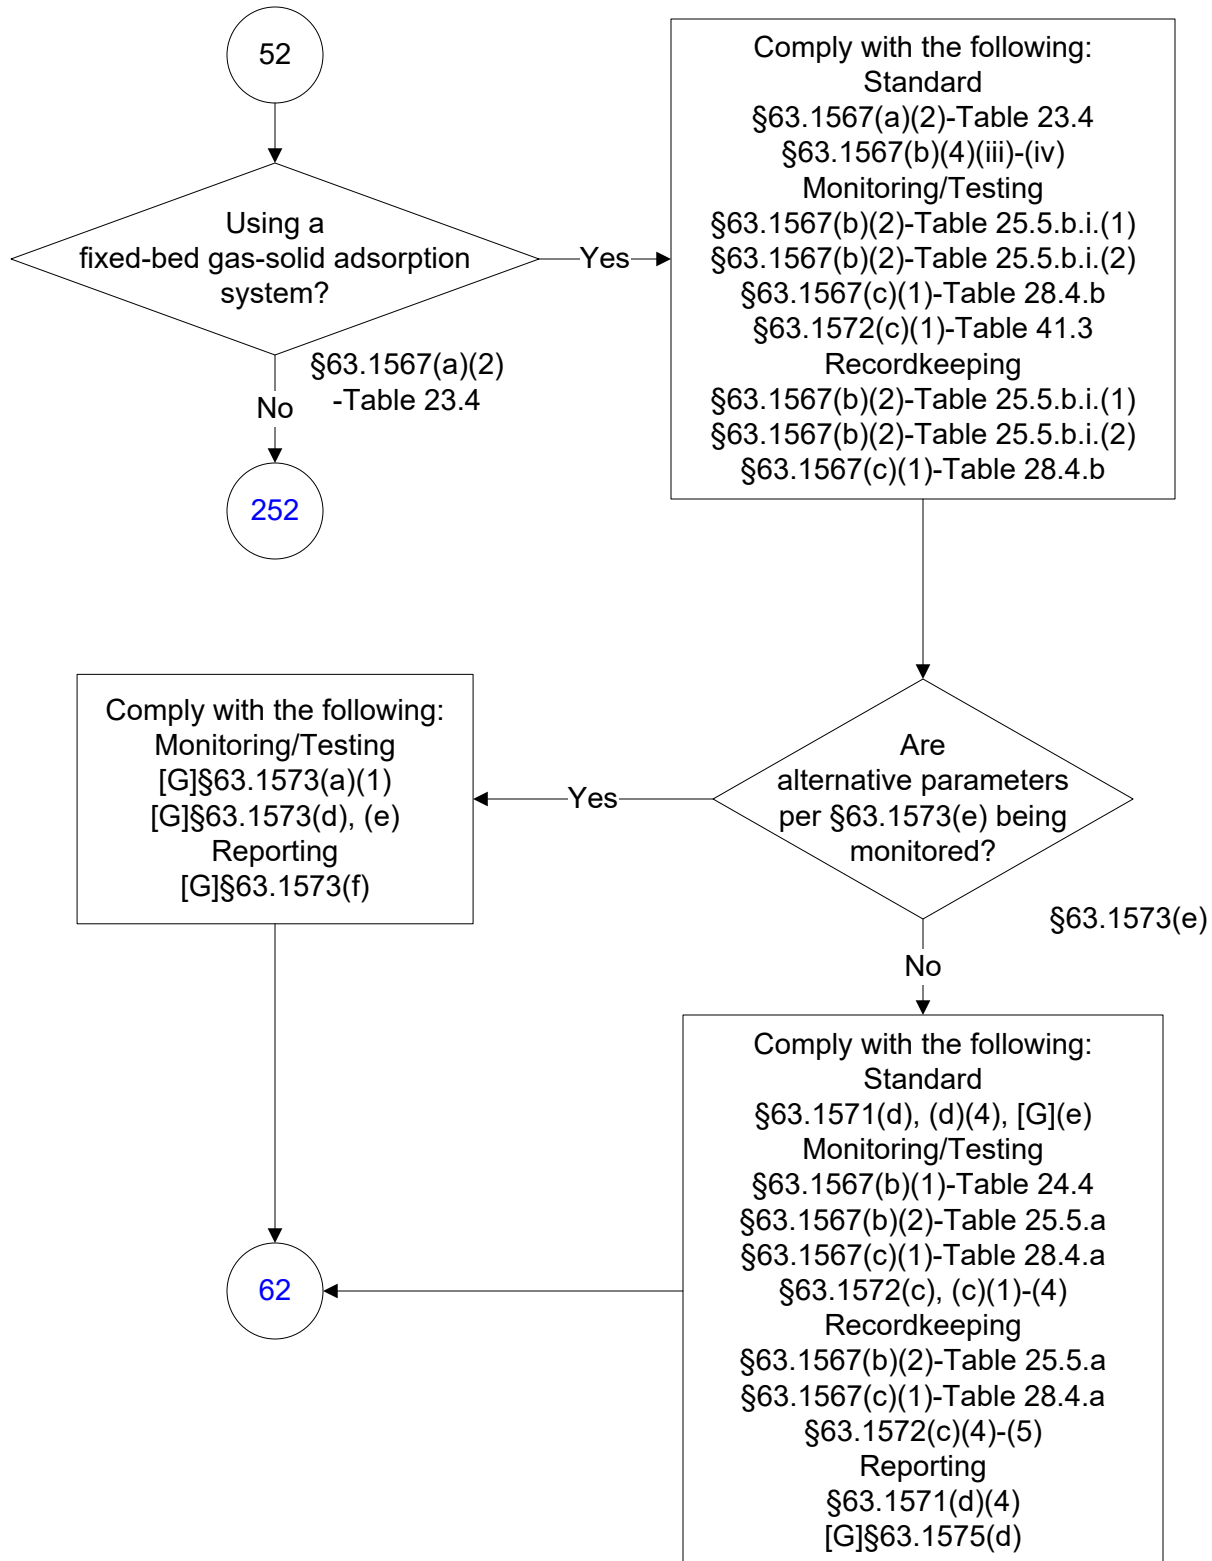 52
Using a
fixed-bed gas-solid adsorption
system?
Yes
§63.1567(a)(2)
-Table 23.4
No
252
Comply with the following:
Standard
§63.1567(a)(2)-Table 23.4
§63.1567(b)(4)(iii)-(iv)
Monitoring/Testing
§63.1567(b)(2)-Table 25.5.b.i.(1)
§63.1567(b)(2)-Table 25.5.b.i.(2)
§63.1567(c)(1)-Table 28.4.b
§63.1572(c)(1)-Table 41.3
Recordkeeping
§63.1567(b)(2)-Table 25.5.b.i.(1)
§63.1567(b)(2)-Table 25.5.b.i.(2)
§63.1567(c)(1)-Table 28.4.b
Are
alternative parameters
per §63.1573(e) being
monitored?
§63.1573(e)
Yes
Comply with the following:
Monitoring/Testing
[G]§63.1573(a)(1)
[G]§63.1573(d), (e)
Reporting
[G]§63.1573(f)
No
Comply with the following:
Standard
§63.1571(d), (d)(4), [G](e)
Monitoring/Testing
§63.1567(b)(1)-Table 24.4
§63.1567(b)(2)-Table 25.5.a
§63.1567(c)(1)-Table 28.4.a
§63.1572(c), (c)(1)-(4)
Recordkeeping
§63.1567(b)(2)-Table 25.5.a
§63.1567(c)(1)-Table 28.4.a
§63.1572(c)(4)-(5)
Reporting
§63.1571(d)(4)
[G]§63.1575(d)
62